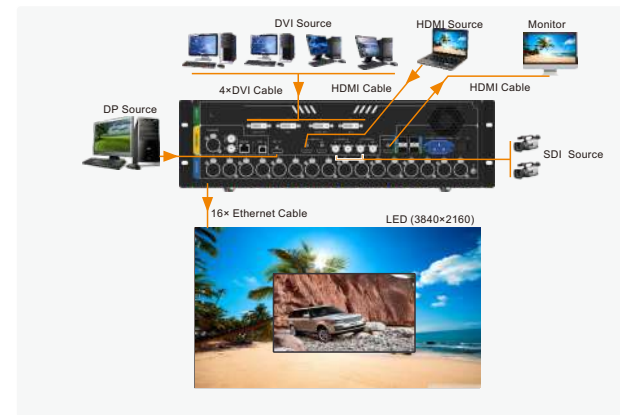 DVI Source
HDMI Source
Monitor
4×DVI Cable
HDMI Cable
HDMI Cable
DP Source
SDI Source
16× Ethernet Cable
LED (3840×2160)